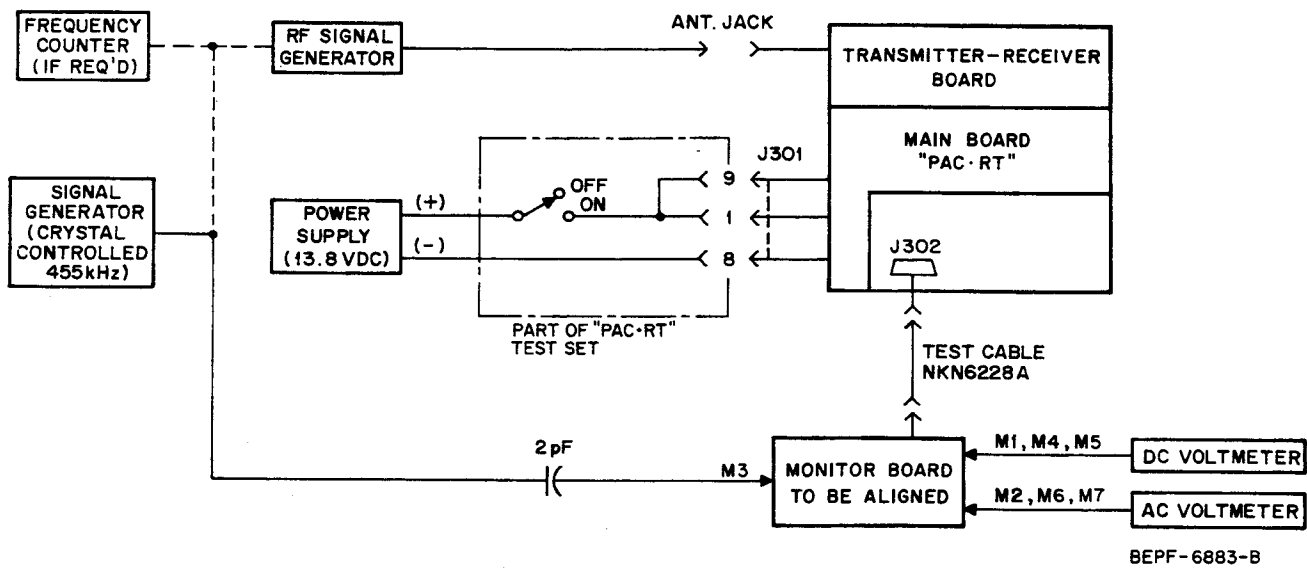 FREQUENCY
COUNTER
(IF REQ'D)
RF SIGNAL
GENERATOR
ANT. JACK
TRANSMITTER-RECEIVER
BOARD
MAIN BOARD
"PAC·RT"
SIGNAL
GENERATOR
(CRYSTAL
CONTROLLED
455kHz)
POWER
SUPPLY
(13.8 VDC)
(+)
(-)
OFF
ON
J301
9
1
8
J302
PART OF "PAC·RT"
TEST SET
TEST CABLE
NKN6228A
2pF
M3
MONITOR BOARD
TO BE ALIGNED
M1, M4, M5
DC VOLTMETER
M2, M6, M7
AC VOLTMETER
BEPF-6883-B